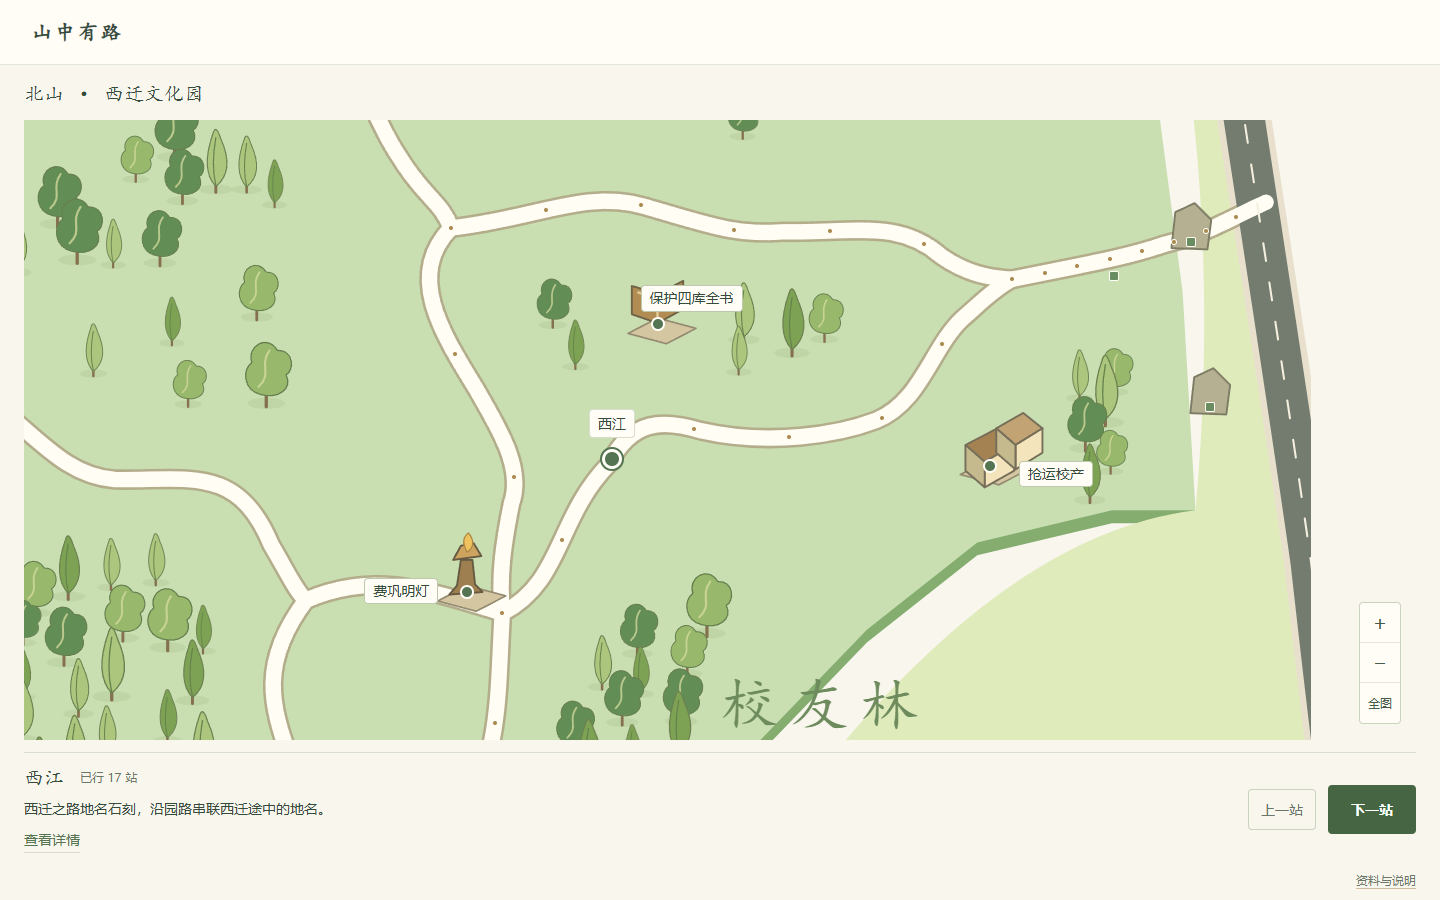 山中有路
北山 • 西迁文化园
保护四库全书
西江
抢运校产
费巩明灯
校友林
+
−
全图
西江 已行 17 站
西迁之路地名石刻，沿园路串联西迁途中的地名。
查看详情
上一站
下一站
资料与说明